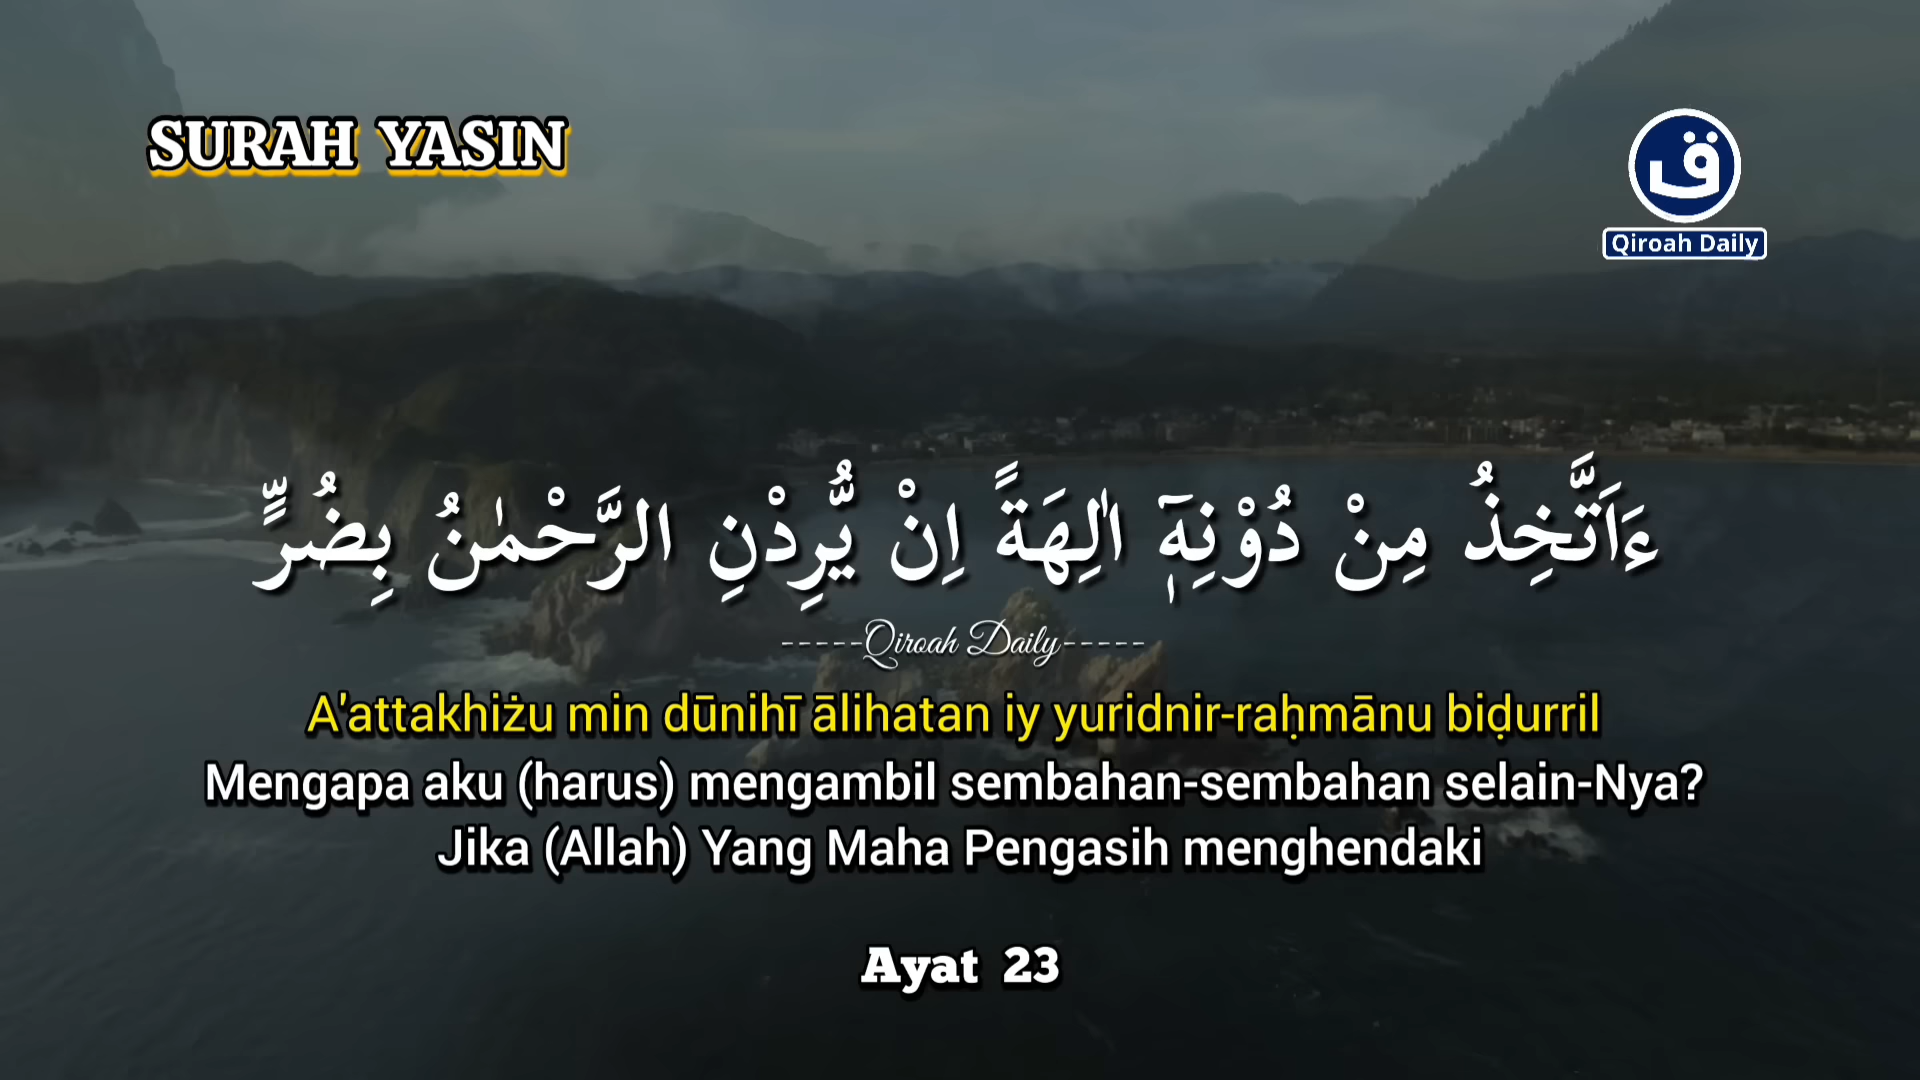 SURAH YASIN
ق
Qiroah Daily
ءَاَتَّخِذُ مِنْ دُوْنِهٖٓ اٰلِهَةً اِنْ يُّرِدْنِ الرَّحْمٰنُ بِضُرٍّ
-----Qiroah Daily-----
A'attakhiżu min dūnihī ālihatan iy yuridnir-raḥmānu biḍurril
Mengapa aku (harus) mengambil sembahan-sembahan selain-Nya?
Jika (Allah) Yang Maha Pengasih menghendaki
Ayat 23